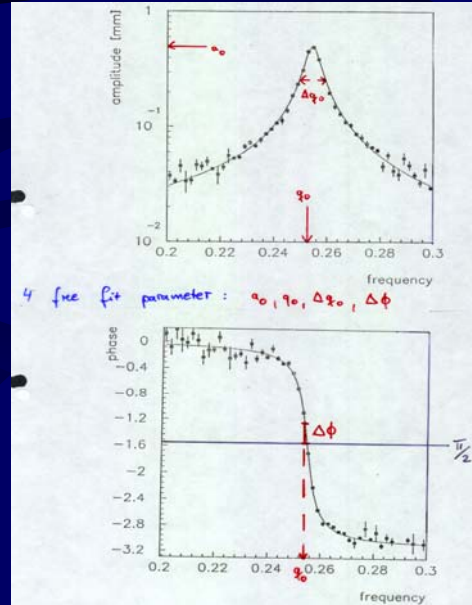 amplitude [mm]
1
a₀
10⁻¹
Δq₀
q₀
10⁻²
0.2 0.22 0.24 0.26 0.28 0.3
frequency
4 free fit parameter : a₀, q₀, Δq₀, Δϕ
phase
0
−0.4
−0.8
−1.2
Δϕ
−1.6
π/2
−2
−2.4
−2.8
−3.2
0.2 0.22 0.24 0.26 0.28 0.3
q₀
frequency